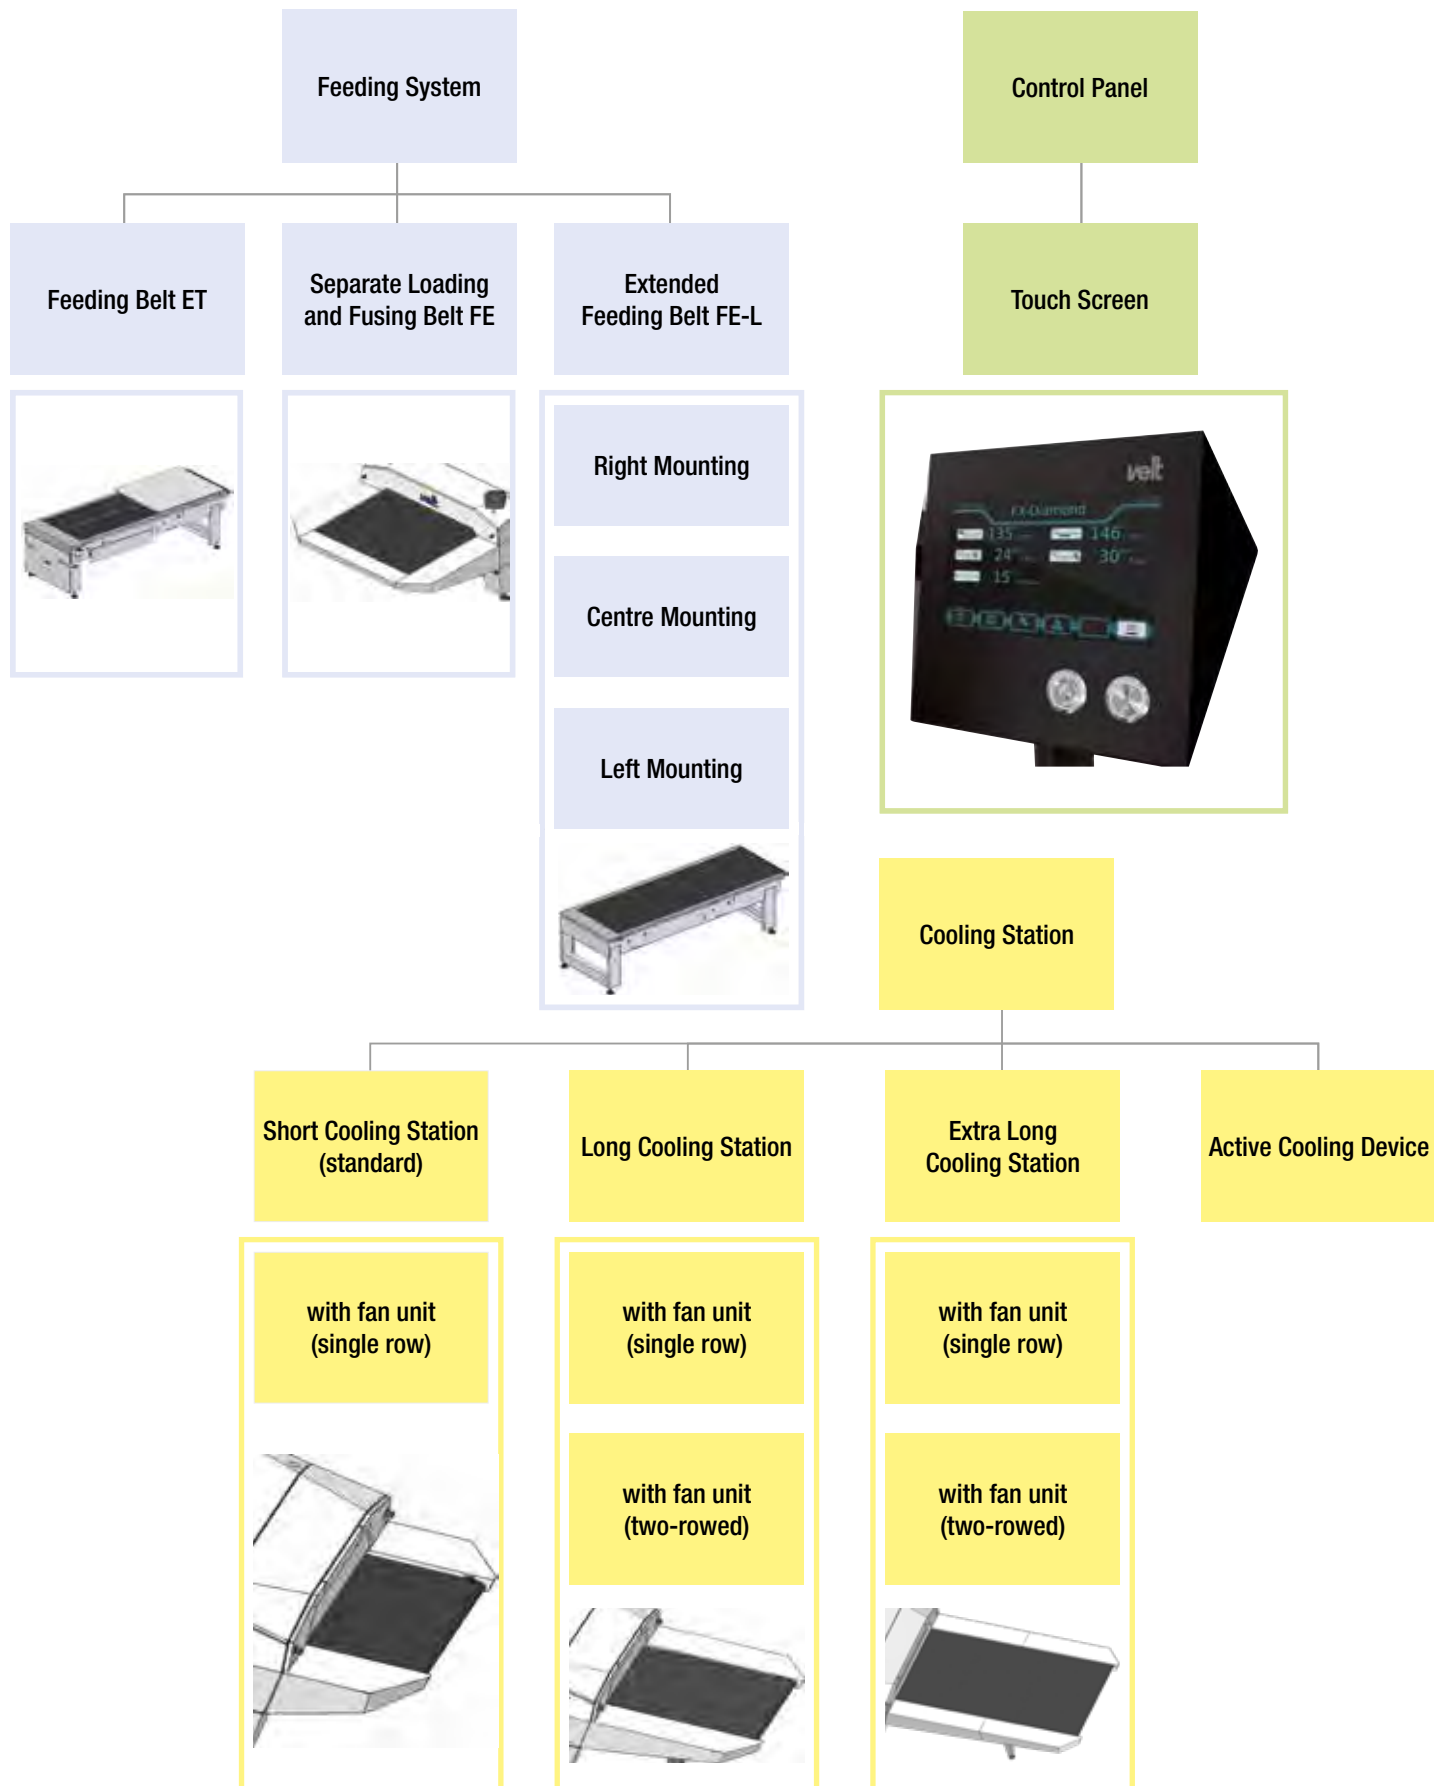 Feeding System
Control Panel
Feeding Belt ET
Separate Loading
and Fusing Belt FE
Extended
Feeding Belt FE-L
Touch Screen
Right Mounting
Centre Mounting
Left Mounting
veit
FX-Diamond
135
146
24
30
15
Cooling Station
Short Cooling Station
(standard)
Long Cooling Station
Extra Long
Cooling Station
Active Cooling Device
with fan unit
(single row)
with fan unit
(single row)
with fan unit
(single row)
with fan unit
(two-rowed)
with fan unit
(two-rowed)